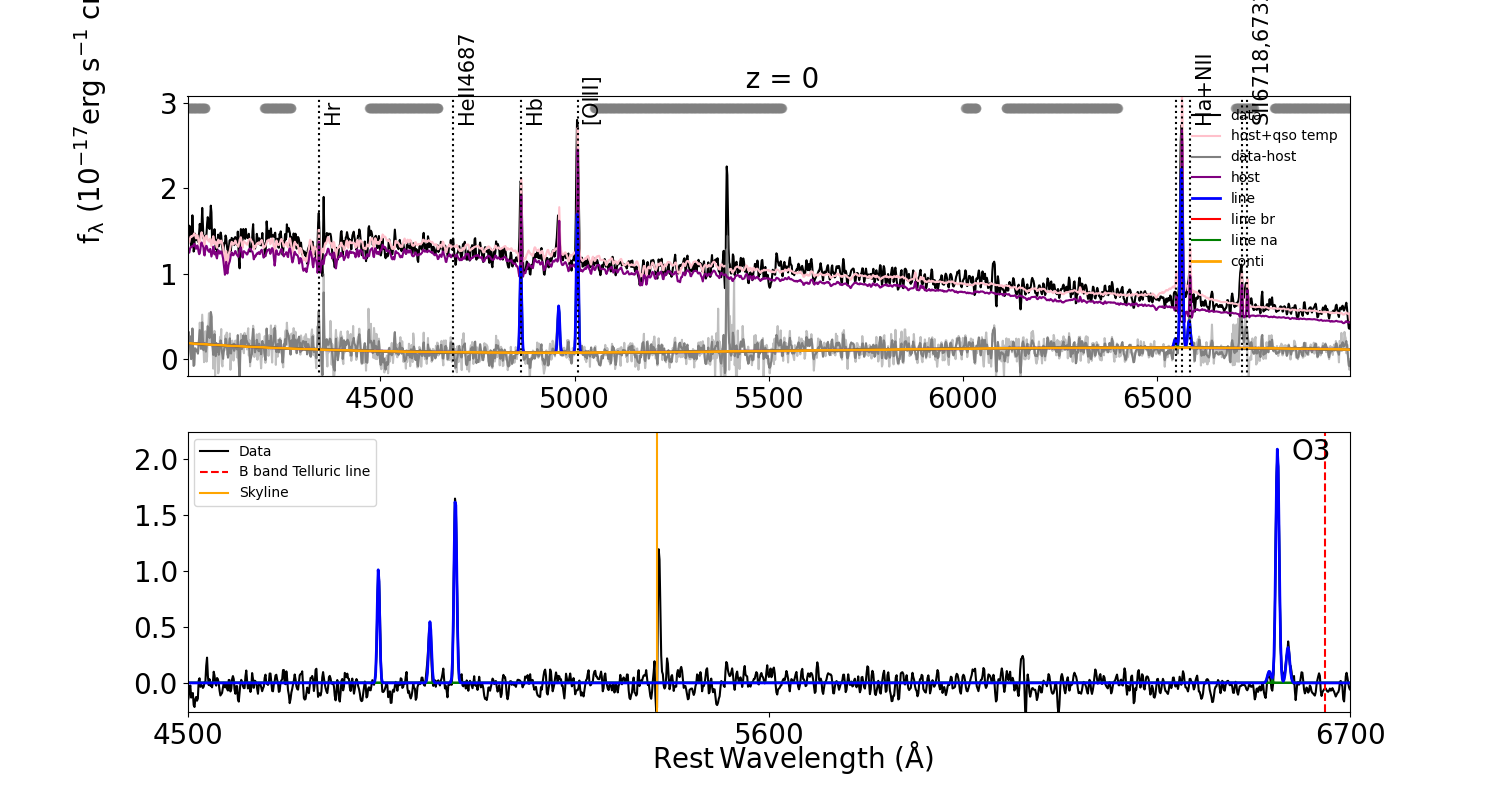 z = 0
f_λ (10^−17 erg s^−1
Hr
HeII4687
Hb
[OIII]
Ha+NII
SII6718,673
data
host+qso temp
data-host
host
line
line br
line na
conti
3
2
1
0
4500 5000 5500 6000 6500
Data
B band Telluric line
Skyline
O3
2.0
1.5
1.0
0.5
0.0
4500 5600 6700
Rest Wavelength (Å)